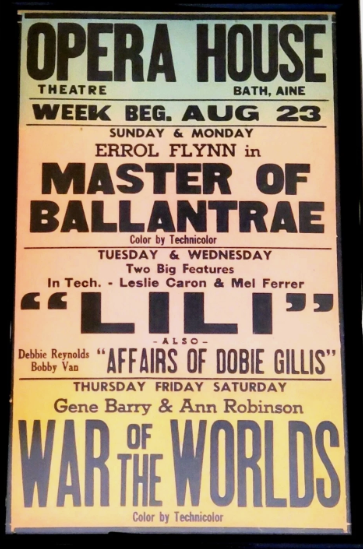 OPERA HOUSE
THEATRE BATH, AINE
WEEK BEG. AUG 23
SUNDAY & MONDAY
ERROL FLYNN in
MASTER OF
BALLANTRAE
Color by Technicolor
TUESDAY & WEDNESDAY
Two Big Features
In Tech. - Leslie Caron & Mel Ferrer
"LILI"
- ALSO -
Debbie Reynolds
Bobby Van
"AFFAIRS OF DOBIE GILLIS"
THURSDAY FRIDAY SATURDAY
Gene Barry & Ann Robinson
WAR OF THE WORLDS
Color by Technicolor